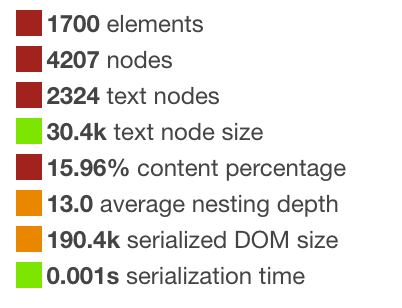 1700 elements
4207 nodes
2324 text nodes
30.4k text node size
15.96% content percentage
13.0 average nesting depth
190.4k serialized DOM size
0.001s serialization time